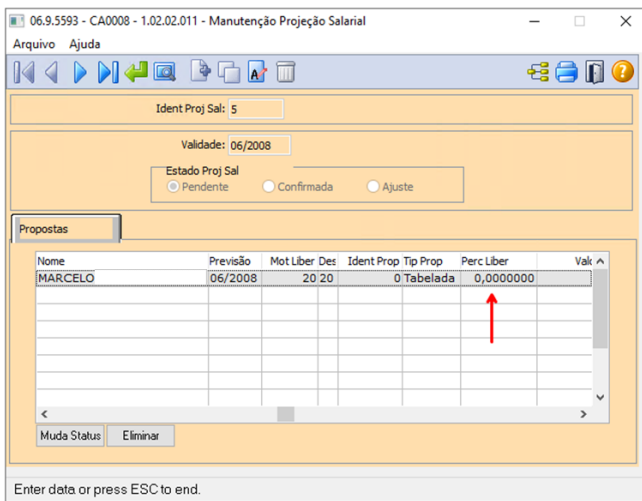 06.9.5593 - CA0008 - 1.02.02.011 - Manutenção Projeção Salarial
Arquivo Ajuda
Ident Proj Sal: 5
Validade: 06/2008
Estado Proj Sal
Pendente Confirmada Ajuste
Propostas
Nome Previsão Mot Liber Des Ident Prop Tip Prop Perc Liber Valc
MARCELO 06/2008 20 20 0 Tabelada 0,0000000
Muda Status Eliminar
Enter data or press ESC to end.